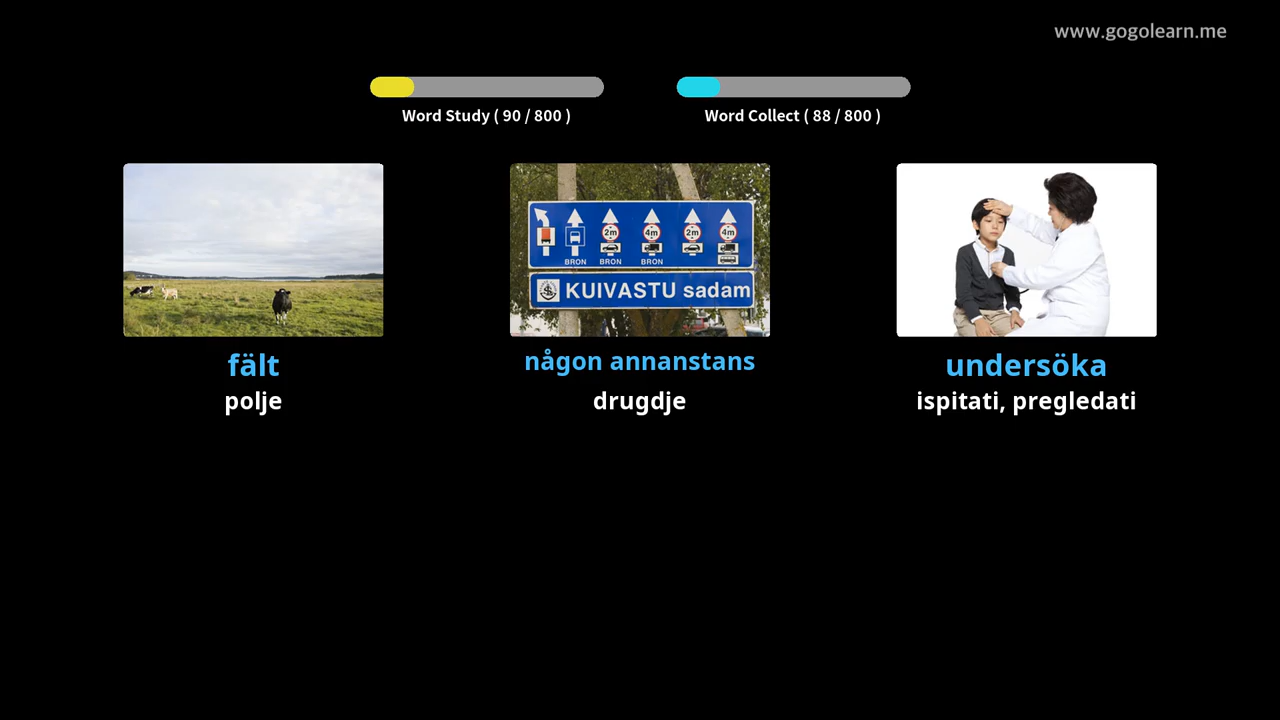 www.gogolearn.me
Word Study ( 90 / 800 )
Word Collect ( 88 / 800 )
2m
4m
2m
4m
BRON
BRON
BRON
KUIVASTU sadam
fält
någon annanstans
undersöka
polje
drugdje
ispitati, pregledati